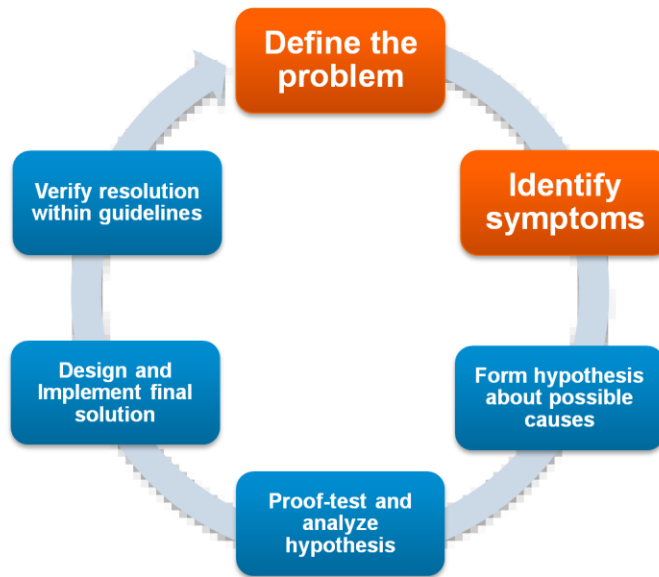 Define the
problem
Identify
symptoms
Form hypothesis
about possible
causes
Proof-test and
analyze
hypothesis
Design and
Implement final
solution
Verify resolution
within guidelines